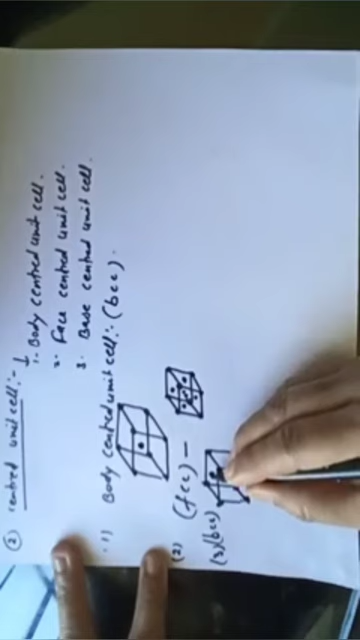 (2) centred unit cell:-
1. Body centred unit cell.
2. Face centred unit cell.
3. Base centred unit cell.
1) Body centred unit cell:- (bcc).
(2) (fcc) -
(3) (bcc)